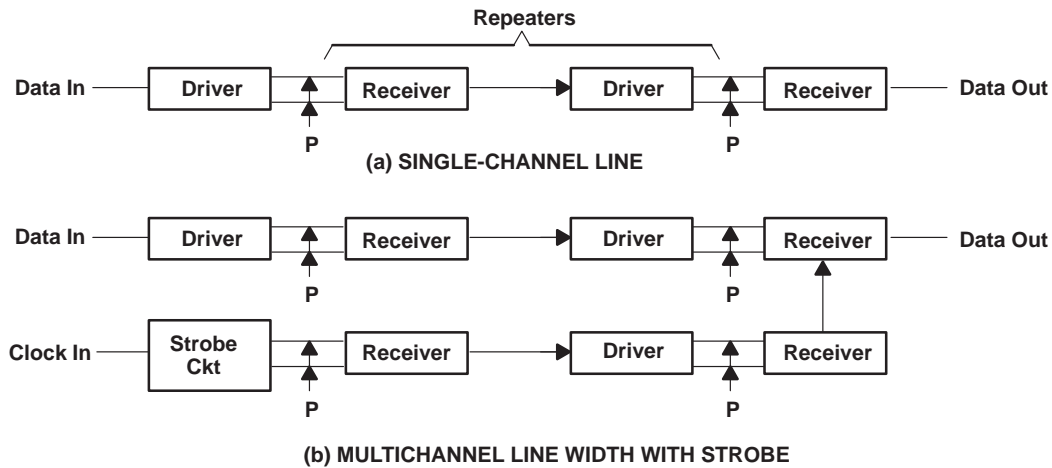 Repeaters
Data In Driver Receiver Driver Receiver Data Out
P P
(a) SINGLE-CHANNEL LINE
Data In Driver Receiver Driver Receiver Data Out
P P
Clock In Strobe Ckt Receiver Driver Receiver
P P
(b) MULTICHANNEL LINE WIDTH WITH STROBE